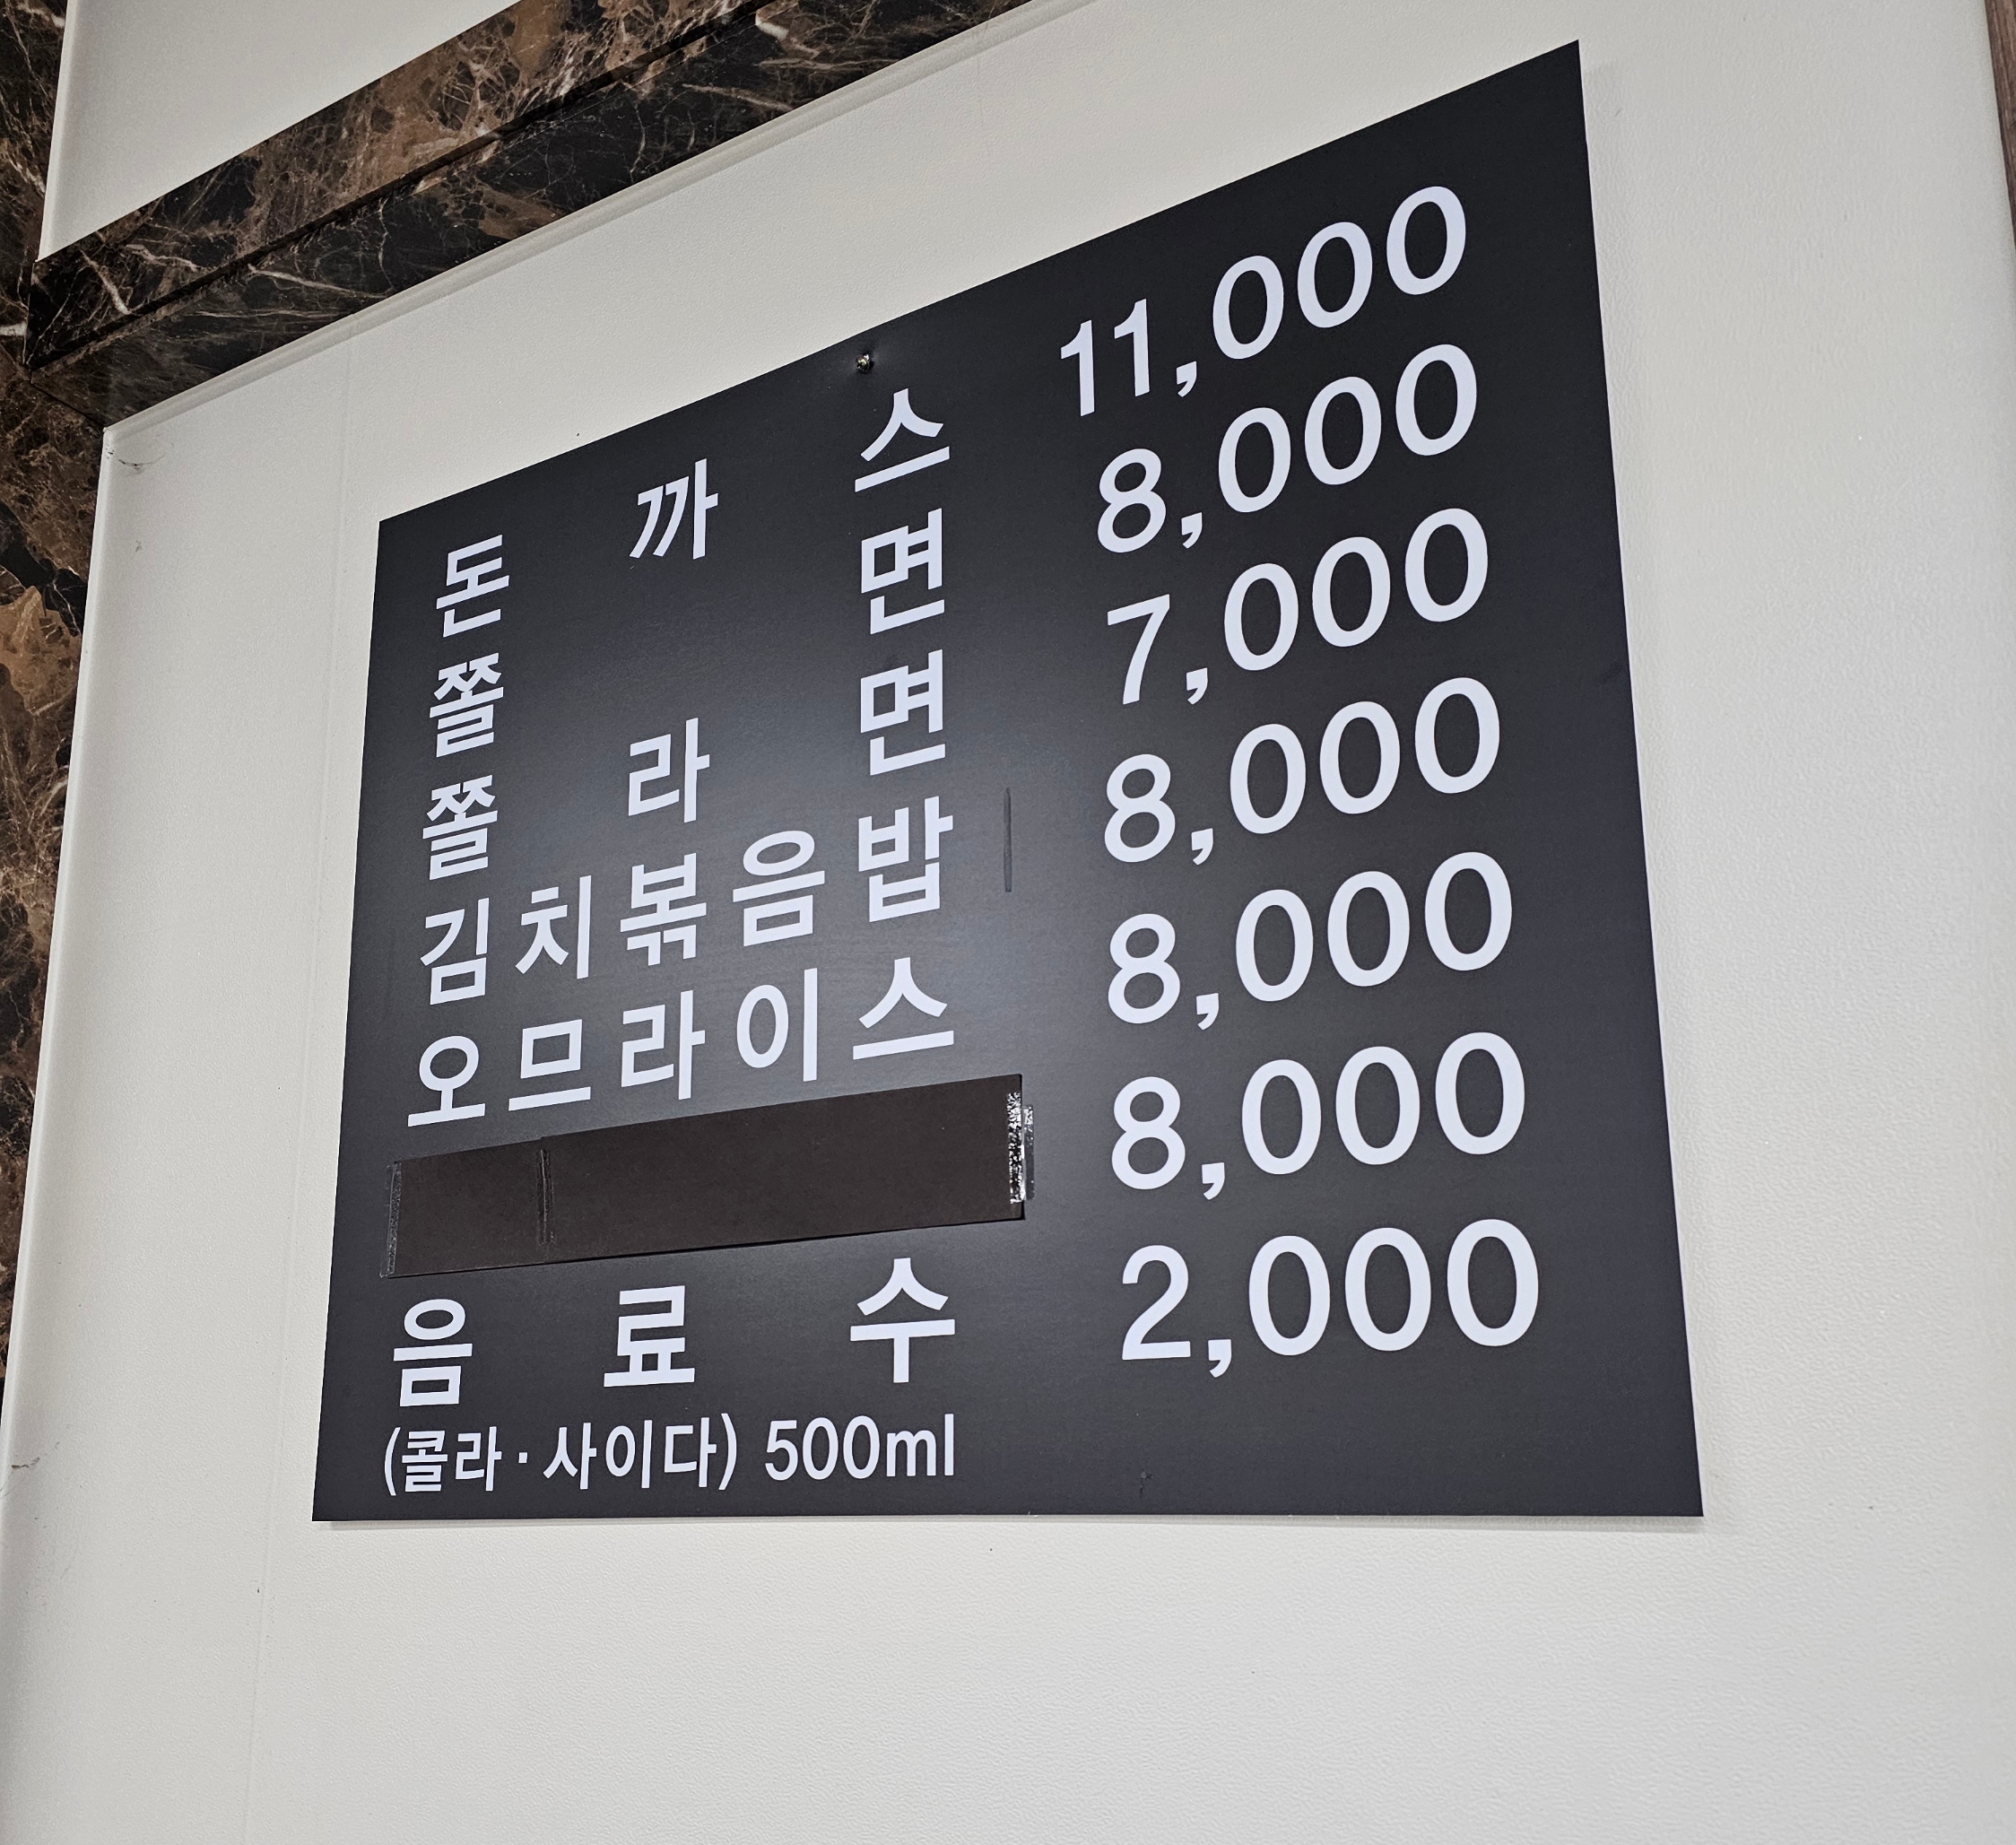 돈까스 11,000
쫄면 8,000
쫄라면 7,000
김치볶음밥 8,000
오므라이스 8,000
8,000
음료수 2,000
(콜라·사이다) 500ml